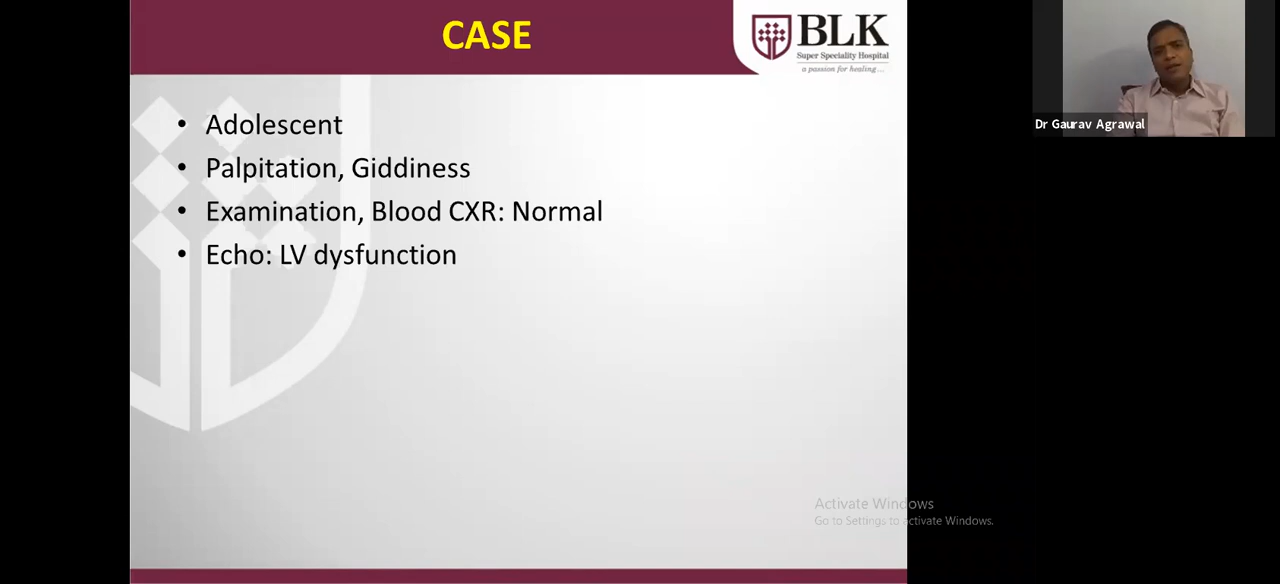 CASE
BLK
Super Speciality Hospital
a passion for healing...
• Adolescent
• Palpitation, Giddiness
• Examination, Blood CXR: Normal
• Echo: LV dysfunction
Dr Gaurav Agrawal
Activate Windows
Go to Settings to activate Windows.